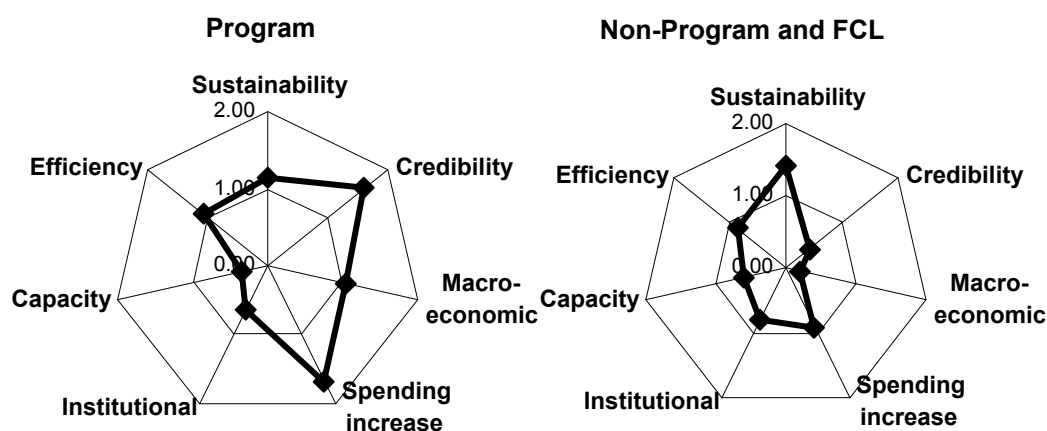 Program
Sustainability
2.00
Efficiency
Credibility
1.00
0.00
Capacity
Macro-
economic
Institutional
Spending
increase
Non-Program and FCL
Sustainability
2.00
Efficiency
Credibility
1.00
0.00
Capacity
Macro-
economic
Institutional
Spending
increase